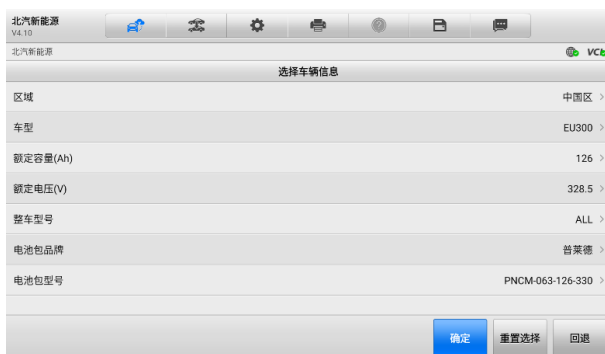 北汽新能源
V4.10
北汽新能源
VCI
选择车辆信息
区域 中国区
车型 EU300
额定容量(Ah) 126
额定电压(V) 328.5
整车型号 ALL
电池包品牌 普莱德
电池包型号 PNCM-063-126-330
确定 重置选择 回退